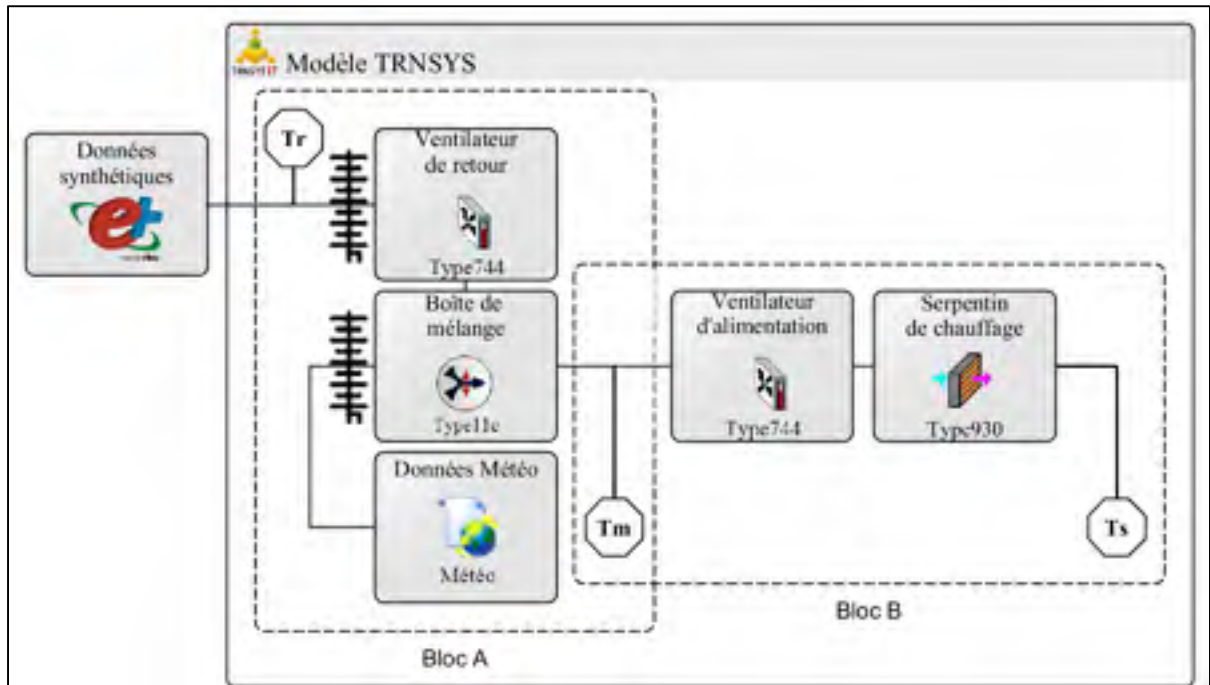 Modèle TRNSYS
Données
synthétiques
Tr
Ventilateur
de retour
Type744
Boîte de
mélange
Type11c
Données Météo
Météo
Tm
Ventilateur
d'alimentation
Type744
Serpentin
de chauffage
Type930
Ts
Bloc A
Bloc B